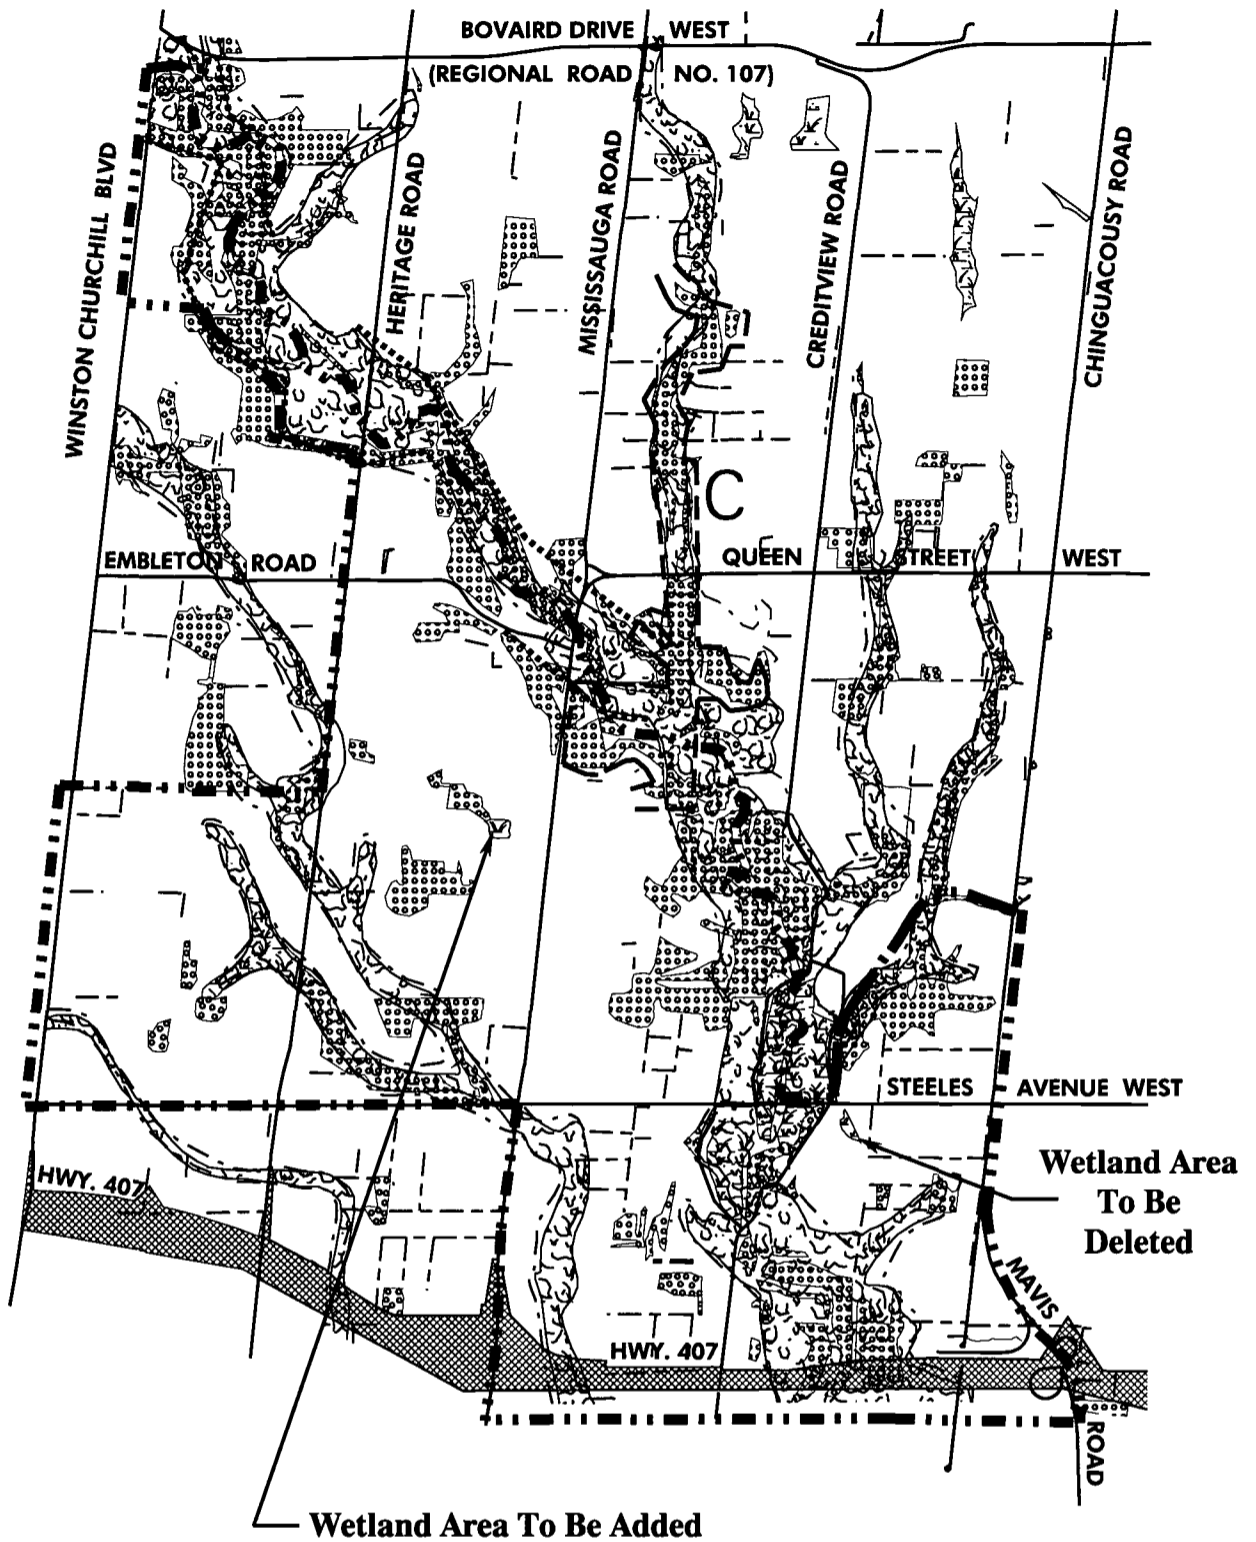 BOVAIRD DRIVE WEST
(REGIONAL ROAD NO. 107)
WINSTON CHURCHILL BLVD
HERITAGE ROAD
MISSISSAUGA ROAD
CREDITVIEW ROAD
CHINGUACOUSY ROAD
C
EMBLETON ROAD
QUEEN STREET WEST
STEELES AVENUE WEST
Wetland Area
To Be
Deleted
HWY. 407
MAVIS ROAD
HWY. 407
Wetland Area To Be Added